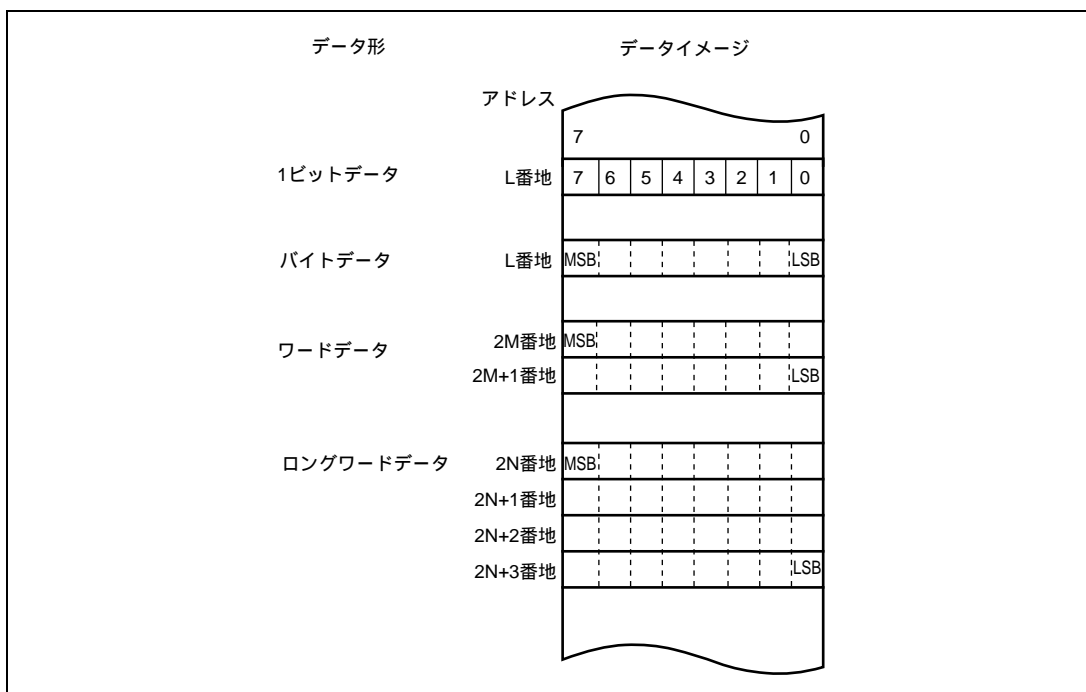 データ形 データイメージ
アドレス
7 0
1ビットデータ L番地 7 6 5 4 3 2 1 0
バイトデータ L番地 MSB LSB
ワードデータ 2M番地 MSB
2M+1番地 LSB
ロングワードデータ 2N番地 MSB
2N+1番地
2N+2番地
2N+3番地 LSB